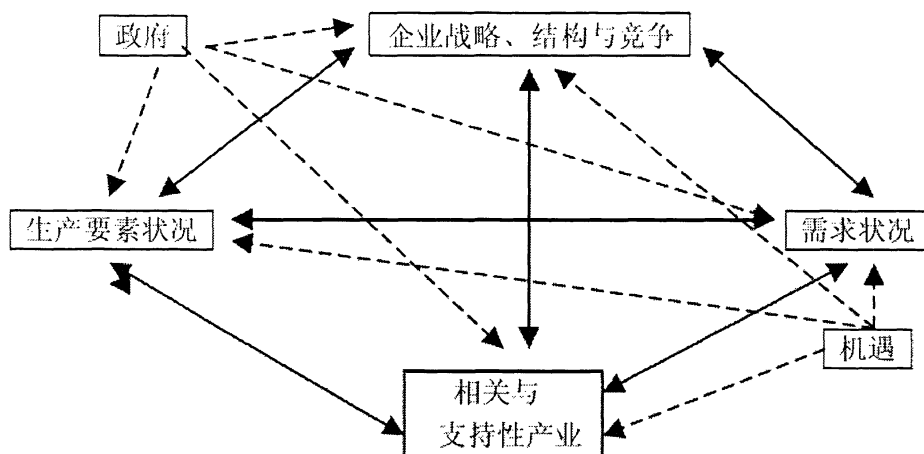 政府
企业战略、结构与竞争
生产要素状况
需求状况
机遇
相关与
支持性产业